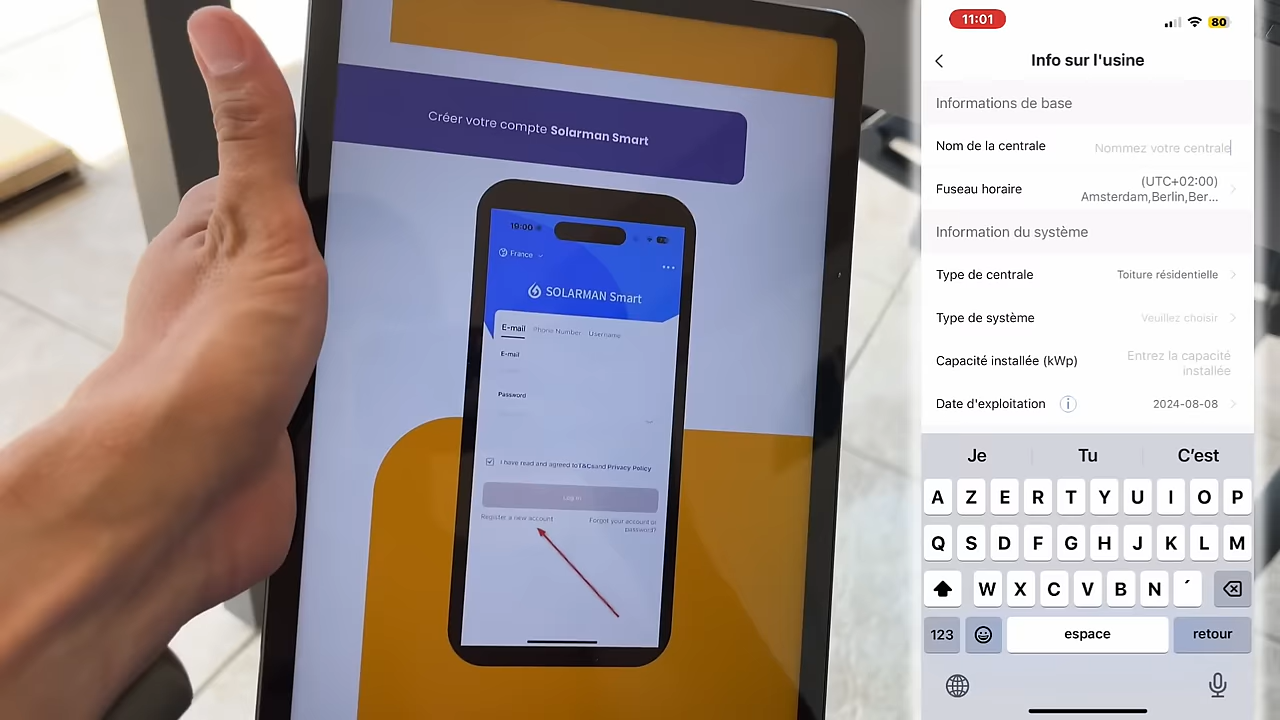 Créer votre compte Solarman Smart
19:00
France
SOLARMAN Smart
E-mail Phone Number Username
E-mail
Password
I have read and agreed to T&Cs and Privacy Policy
Log In
Register a new account
Forgot your account or
password?
11:01
80
Info sur l'usine
Informations de base
Nom de la centrale
Nommez votre centrale
Fuseau horaire
(UTC+02:00)
Amsterdam,Berlin,Ber...
Information du système
Type de centrale
Toiture résidentielle
Type de système
Veuillez choisir
Capacité installée (kWp)
Entrez la capacité
installée
Date d'exploitation
2024-08-08
Je Tu C'est
A Z E R T Y U I O P
Q S D F G H J K L M
W X C V B N ´
123 espace retour